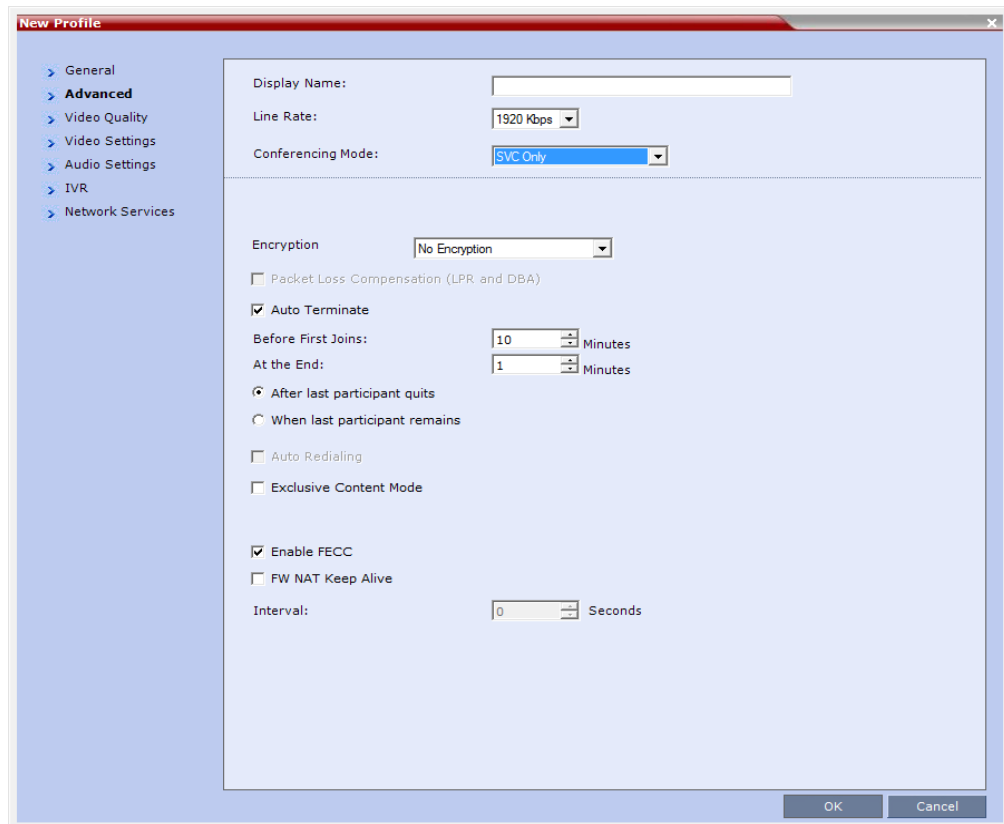 New Profile
General
Advanced
Video Quality
Video Settings
Audio Settings
IVR
Network Services
Display Name:
Line Rate: 1920 Kbps
Conferencing Mode: SVC Only
Encryption No Encryption
Packet Loss Compensation (LPR and DBA)
Auto Terminate
Before First Joins: 10 Minutes
At the End: 1 Minutes
After last participant quits
When last participant remains
Auto Redialing
Exclusive Content Mode
Enable FECC
FW NAT Keep Alive
Interval: 0 Seconds
OK Cancel